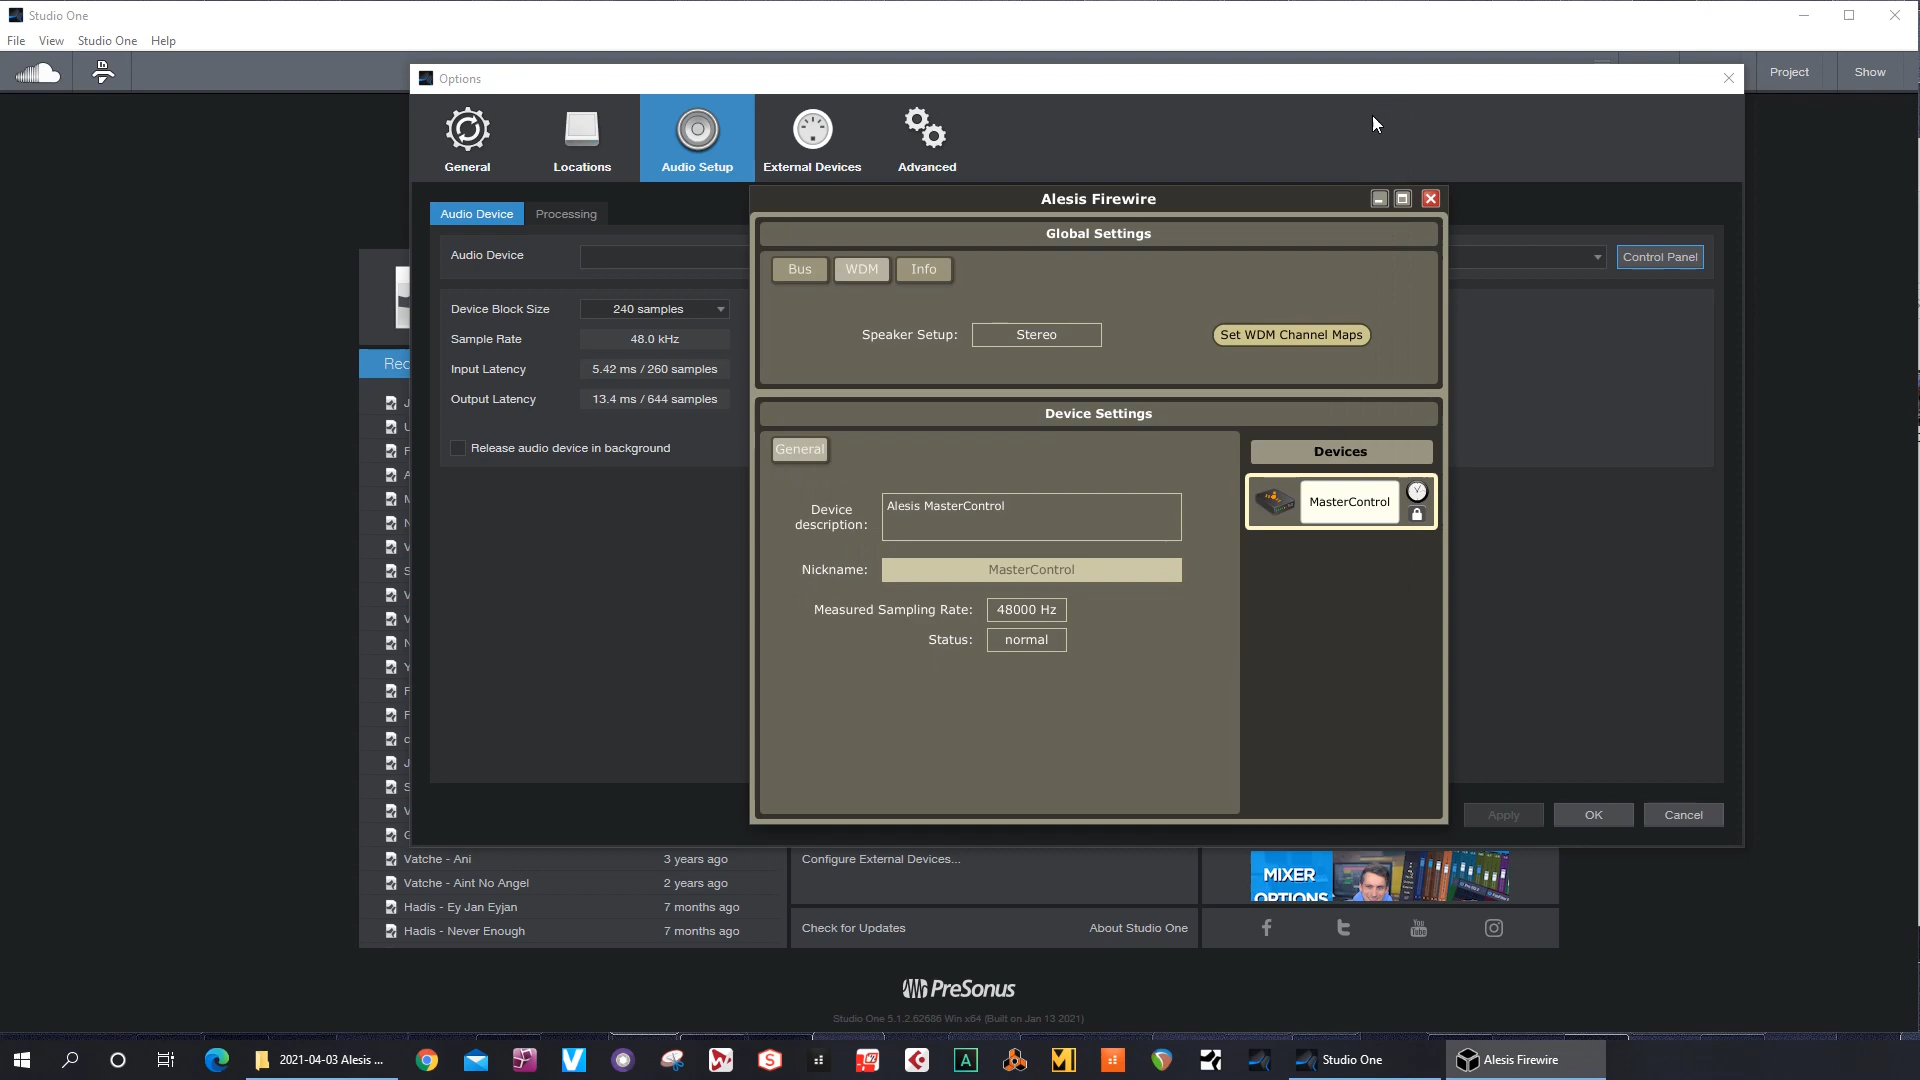 Studio One
File View Studio One Help
Project Show
Options
General Locations Audio Setup External Devices Advanced
Audio Device Processing
Audio Device
Control Panel
Device Block Size 240 samples
Sample Rate 48.0 kHz
Input Latency 5.42 ms / 260 samples
Output Latency 13.4 ms / 644 samples
Release audio device in background
Alesis Firewire
Global Settings
Bus WDM Info
Speaker Setup: Stereo Set WDM Channel Maps
Device Settings
General
Devices
MasterControl
Device description: Alesis MasterControl
Nickname: MasterControl
Measured Sampling Rate: 48000 Hz
Status: normal
Apply OK Cancel
Rec
J
U
F
A
M
N
V
S
V
V
N
Y
F
F
c
J
S
V
G
Vatche - Ani 3 years ago
Vatche - Aint No Angel 2 years ago
Hadis - Ey Jan Eyjan 7 months ago
Hadis - Never Enough 7 months ago
Configure External Devices...
Check for Updates About Studio One
MIXER
OPTIONS
You Tube
PreSonus
Studio One 5.1.2.62686 Win x64 (Built on Jan 13 2021)
2021-04-03 Alesis ...
Studio One
Alesis Firewire